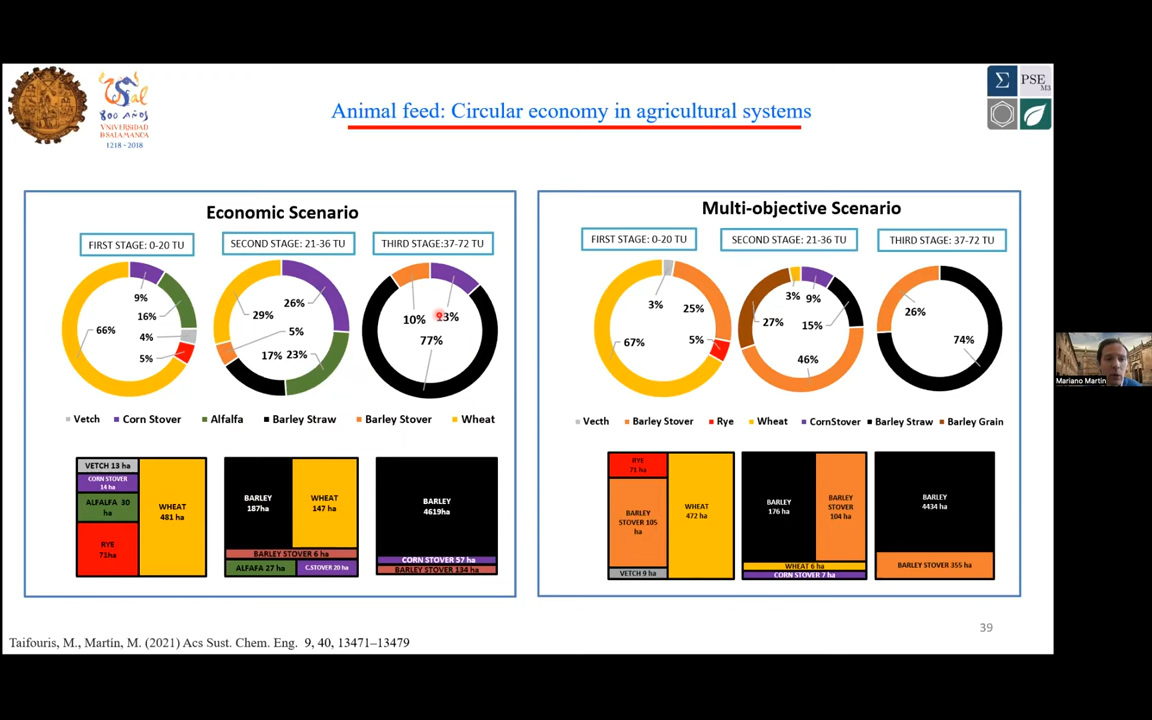 Animal feed: Circular economy in agricultural systems
Σ PSE
M3
800 AÑOS
UNIVERSIDAD
D SALAMANCA
1218 - 2018
Economic Scenario
FIRST STAGE: 0-20 TU
SECOND STAGE: 21-36 TU
THIRD STAGE:37-72 TU
9%
16%
4%
5%
66%
26%
23%
17%
5%
29%
10%
3%
77%
Vetch
Corn Stover
Alfalfa
Barley Straw
Barley Stover
Wheat
VETCH 13 ha
CORN STOVER
14 ha
ALFALFA 30
ha
RYE
71ha
WHEAT
481 ha
BARLEY
187ha
WHEAT
147 ha
BARLEY STOVER 6 ha
ALFAFA 27 ha
C.STOVER 20 ha
BARLEY
4619ha
CORN STOVER 57 ha
BARLEY STOVER 134 ha
Multi-objective Scenario
FIRST STAGE: 0-20 TU
SECOND STAGE: 21-36 TU
THIRD STAGE: 37-72 TU
3%
25%
5%
67%
3%
9%
15%
46%
27%
26%
74%
Vecth
Barley Stover
Rye
Wheat
CornStover
Barley Straw
Barley Grain
RYE
71 ha
BARLEY
STOVER 105
ha
VETCH 9 ha
WHEAT
472 ha
BARLEY
176 ha
BARLEY
STOVER
104 ha
WHEAT 6 ha
CORN STOVER 7 ha
BARLEY
4434 ha
BARLEY STOVER 355 ha
39
Taifouris, M., Martín, M. (2021) Acs Sust. Chem. Eng. 9, 40, 13471–13479
Mariano Martín